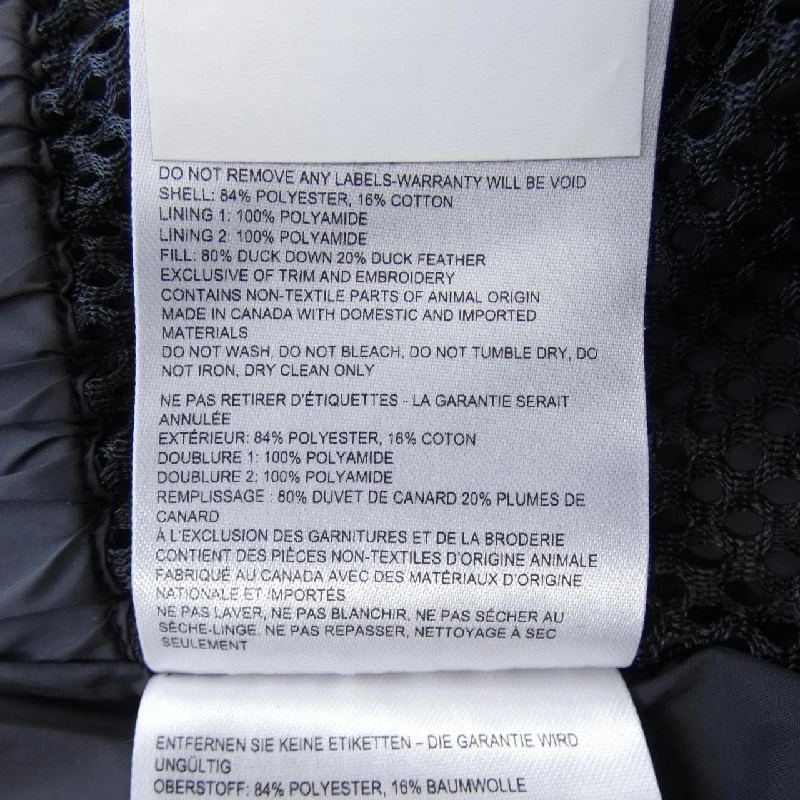 DO NOT REMOVE ANY LABELS-WARRANTY WILL BE VOID
SHELL: 84% POLYESTER, 16% COTTON
LINING 1: 100% POLYAMIDE
LINING 2: 100% POLYAMIDE
FILL: 80% DUCK DOWN 20% DUCK FEATHER
EXCLUSIVE OF TRIM AND EMBROIDERY
CONTAINS NON-TEXTILE PARTS OF ANIMAL ORIGIN
MADE IN CANADA WITH DOMESTIC AND IMPORTED
MATERIALS
DO NOT WASH, DO NOT BLEACH, DO NOT TUMBLE DRY, DO
NOT IRON, DRY CLEAN ONLY
NE PAS RETIRER D'ÉTIQUETTES - LA GARANTIE SERAIT
ANNULÉE
EXTÉRIEUR: 84% POLYESTER, 16% COTON
DOUBLURE 1: 100% POLYAMIDE
DOUBLURE 2: 100% POLYAMIDE
REMPLISSAGE : 80% DUVET DE CANARD 20% PLUMES DE
CANARD
À L'EXCLUSION DES GARNITURES ET DE LA BRODERIE
CONTIENT DES PIÈCES NON-TEXTILES D'ORIGINE ANIMALE
FABRIQUÉ AU CANADA AVEC DES MATÉRIAUX D'ORIGINE
NATIONALE ET IMPORTÉS
NE PAS LAVER, NE PAS BLANCHIR, NE PAS SÉCHER AU
SÈCHE-LINGE, NE PAS REPASSER, NETTOYAGE À SEC
SEULEMENT
ENTFERNEN SIE KEINE ETIKETTEN – DIE GARANTIE WIRD
UNGÜLTIG
OBERSTOFF: 84% POLYESTER, 16% BAUMWOLLE